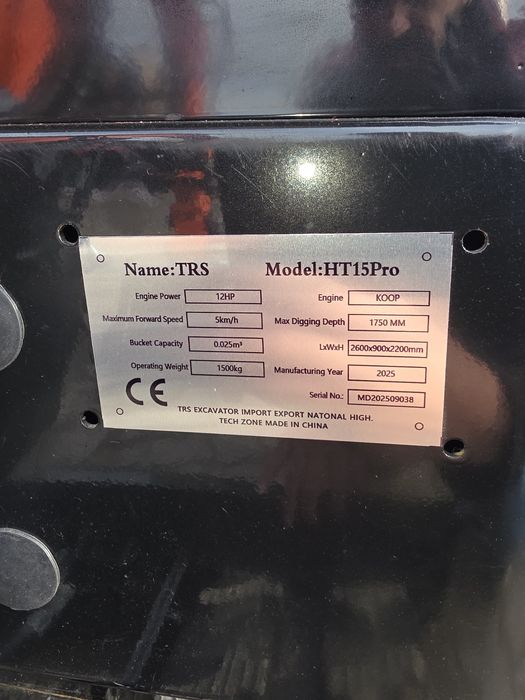 Name:TRS Model:HT15Pro
Engine Power 12HP Engine KOOP
Maximum Forward Speed 5km/h Max Digging Depth 1750 MM
Bucket Capacity 0.025m³ LxWxH 2600x900x2200mm
Operating Weight 1500kg Manufacturing Year 2025
CE Serial No.: MD202509038
TRS EXCAVATOR IMPORT EXPORT NATONAL HIGH.
TECH ZONE MADE IN CHINA